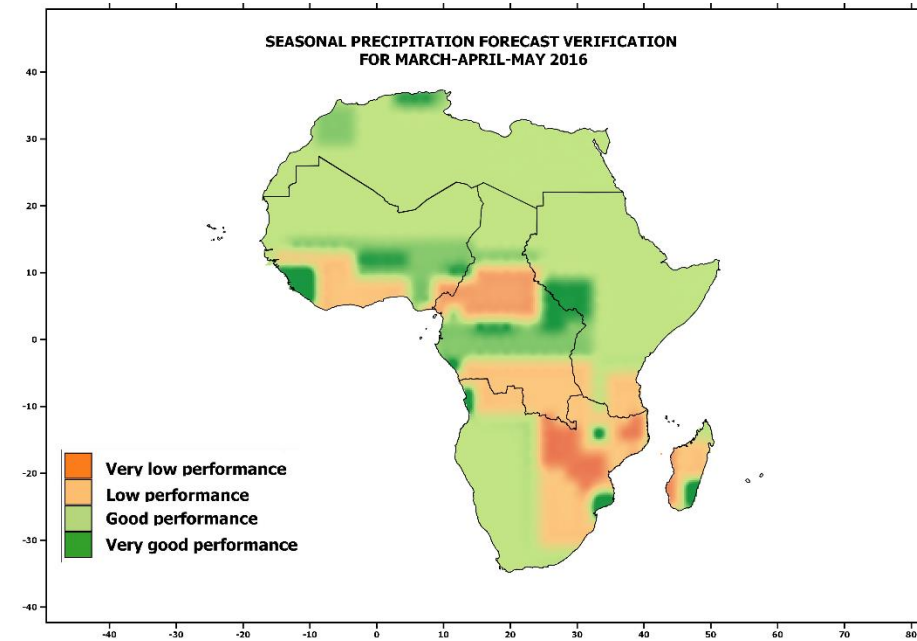 SEASONAL PRECIPITATION FORECAST VERIFICATION
FOR MARCH-APRIL-MAY 2016
40
30
20
10
0
-10
-20
-30
-40
Very low performance
Low performance
Good performance
Very good performance
-40 -30 -20 -10 0 10 20 30 40 50 60 70 80